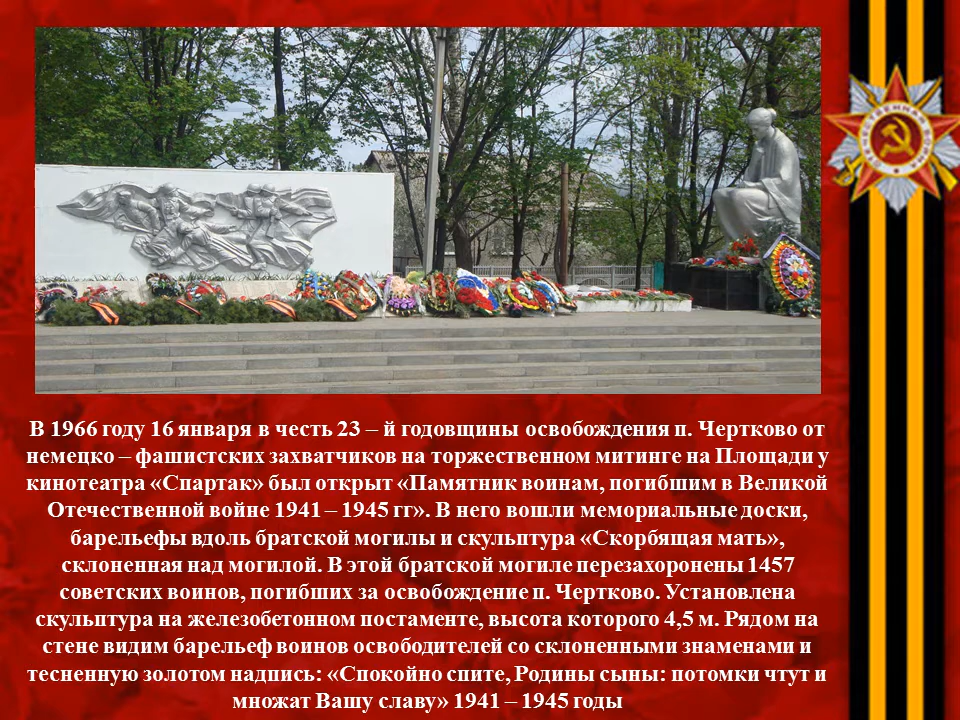 В 1966 году 16 января в честь 23 – й годовщины освобождения п. Чертково от
немецко – фашистских захватчиков на торжественном митинге на Площади у
кинотеатра «Спартак» был открыт «Памятник воинам, погибшим в Великой
Отечественной войне 1941 – 1945 гг». В него вошли мемориальные доски,
барельефы вдоль братской могилы и скульптура «Скорбящая мать»,
склоненная над могилой. В этой братской могиле перезахоронены 1457
советских воинов, погибших за освобождение п. Чертково. Установлена
скульптура на железобетонном постаменте, высота которого 4,5 м. Рядом на
стене видим барельеф воинов освободителей со склоненными знаменами и
тесненную золотом надпись: «Спокойно спите, Родины сыны: потомки чтут и
множат Вашу славу» 1941 – 1945 годы